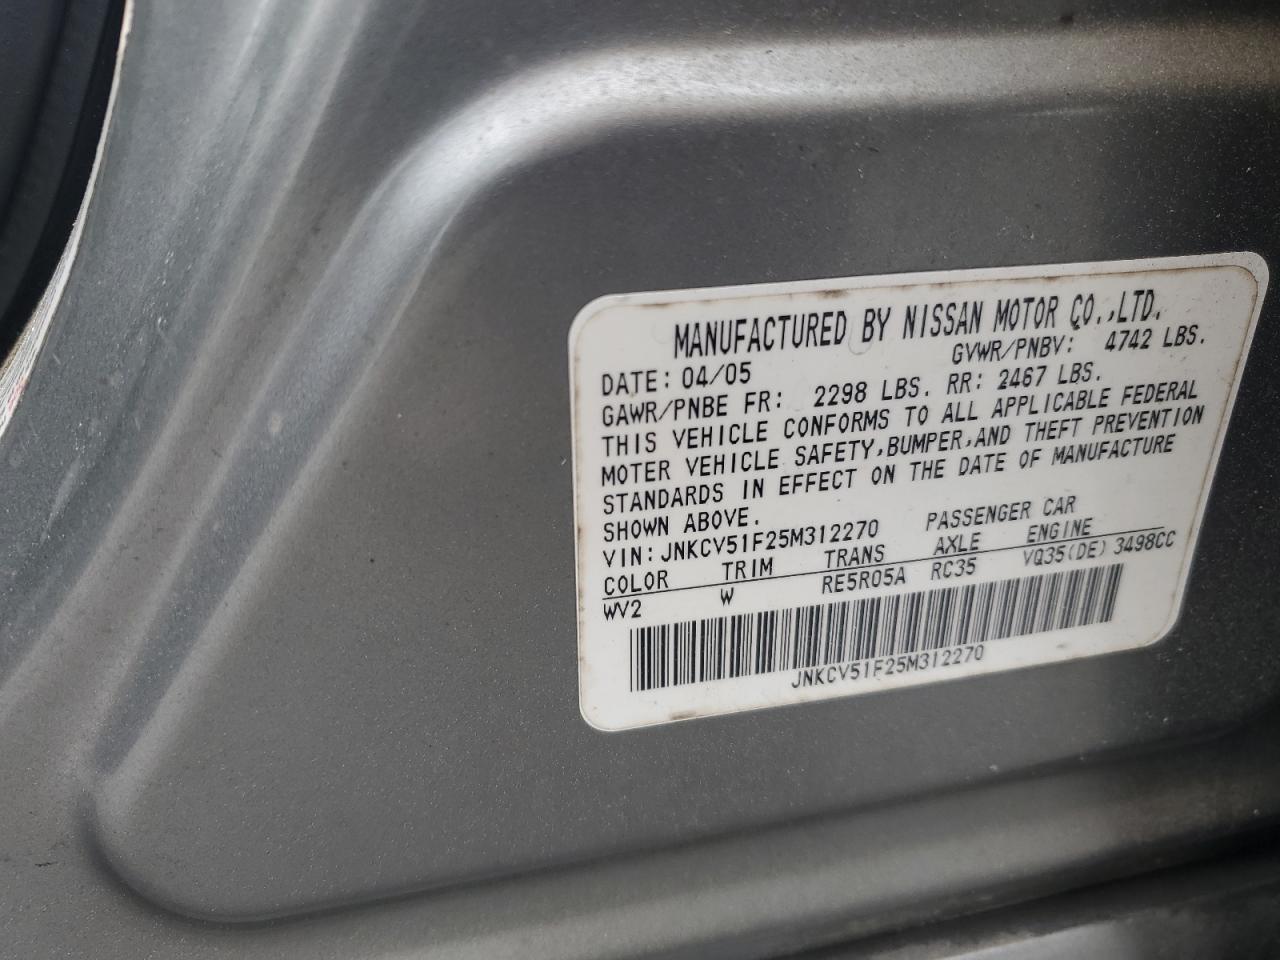 MANUFACTURED BY NISSAN MOTOR CO.,LTD.
DATE: 04/05 GVWR/PNBV: 4742 LBS.
GAWR/PNBE FR: 2298 LBS. RR: 2467 LBS.
THIS VEHICLE CONFORMS TO ALL APPLICABLE FEDERAL
MOTER VEHICLE SAFETY,BUMPER,AND THEFT PREVENTION
STANDARDS IN EFFECT ON THE DATE OF MANUFACTURE
SHOWN ABOVE.
VIN: JNKCV51F25M312270 PASSENGER CAR
COLOR TRIM TRANS AXLE ENGINE
WV2 W RE5R05A RC35 VQ35(DE) 3498CC
JNKCV51F25M312270